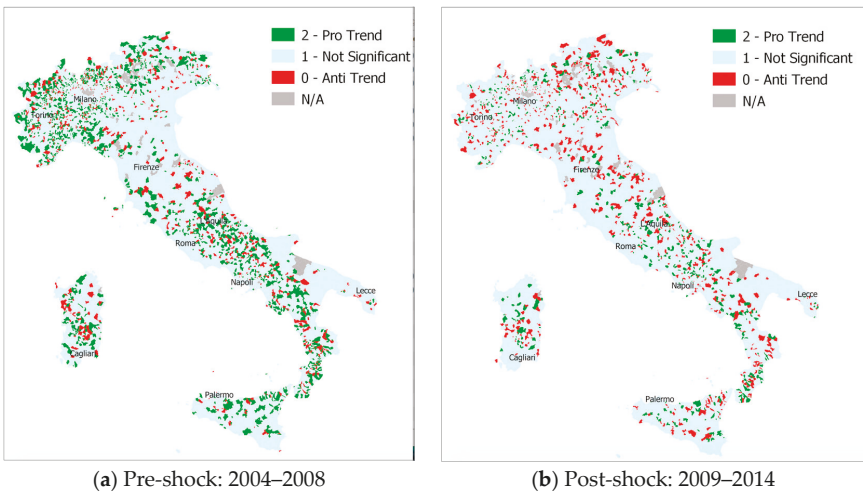 2 - Pro Trend
1 - Not Significant
0 - Anti Trend
N/A
Milano
Torino
Firenze
L'Aquila
Roma
Napoli
Lecce
Cagliari
Palermo
(a) Pre-shock: 2004–2008
2 - Pro Trend
1 - Not Significant
0 - Anti Trend
N/A
Milano
Torino
Firenze
L'Aquila
Roma
Napoli
Lecce
Cagliari
Palermo
(b) Post-shock: 2009–2014